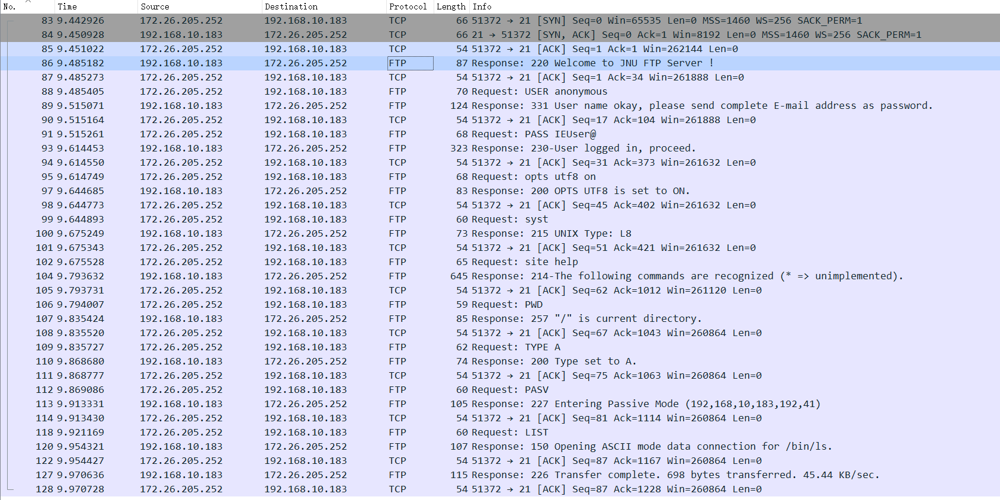 No. Time Source Destination Protocol Length Info
83 9.442926 172.26.205.252 192.168.10.183 TCP 66 51372 → 21 [SYN] Seq=0 Win=65535 Len=0 MSS=1460 WS=256 SACK_PERM=1
84 9.450928 192.168.10.183 172.26.205.252 TCP 66 21 → 51372 [SYN, ACK] Seq=0 Ack=1 Win=8192 Len=0 MSS=1460 WS=256 SACK_PERM=1
85 9.451022 172.26.205.252 192.168.10.183 TCP 54 51372 → 21 [ACK] Seq=1 Ack=1 Win=262144 Len=0
86 9.485182 192.168.10.183 172.26.205.252 FTP 87 Response: 220 Welcome to JNU FTP Server !
87 9.485273 172.26.205.252 192.168.10.183 TCP 54 51372 → 21 [ACK] Seq=1 Ack=34 Win=261888 Len=0
88 9.485405 172.26.205.252 192.168.10.183 FTP 70 Request: USER anonymous
89 9.515071 192.168.10.183 172.26.205.252 FTP 124 Response: 331 User name okay, please send complete E-mail address as password.
90 9.515164 172.26.205.252 192.168.10.183 TCP 54 51372 → 21 [ACK] Seq=17 Ack=104 Win=261888 Len=0
91 9.515261 172.26.205.252 192.168.10.183 FTP 68 Request: PASS IEUser@
93 9.614453 192.168.10.183 172.26.205.252 FTP 323 Response: 230-User logged in, proceed.
94 9.614550 172.26.205.252 192.168.10.183 TCP 54 51372 → 21 [ACK] Seq=31 Ack=373 Win=261632 Len=0
95 9.614749 172.26.205.252 192.168.10.183 FTP 68 Request: opts utf8 on
97 9.644685 192.168.10.183 172.26.205.252 FTP 83 Response: 200 OPTS UTF8 is set to ON.
98 9.644773 172.26.205.252 192.168.10.183 TCP 54 51372 → 21 [ACK] Seq=45 Ack=402 Win=261632 Len=0
99 9.644893 172.26.205.252 192.168.10.183 FTP 60 Request: syst
100 9.675249 192.168.10.183 172.26.205.252 FTP 73 Response: 215 UNIX Type: L8
101 9.675343 172.26.205.252 192.168.10.183 TCP 54 51372 → 21 [ACK] Seq=51 Ack=421 Win=261632 Len=0
102 9.675528 172.26.205.252 192.168.10.183 FTP 65 Request: site help
104 9.793632 192.168.10.183 172.26.205.252 FTP 645 Response: 214-The following commands are recognized (* => unimplemented).
105 9.793731 172.26.205.252 192.168.10.183 TCP 54 51372 → 21 [ACK] Seq=62 Ack=1012 Win=261120 Len=0
106 9.794007 172.26.205.252 192.168.10.183 FTP 59 Request: PWD
107 9.835424 192.168.10.183 172.26.205.252 FTP 85 Response: 257 "/" is current directory.
108 9.835520 172.26.205.252 192.168.10.183 TCP 54 51372 → 21 [ACK] Seq=67 Ack=1043 Win=260864 Len=0
109 9.835727 172.26.205.252 192.168.10.183 FTP 62 Request: TYPE A
110 9.868680 192.168.10.183 172.26.205.252 FTP 74 Response: 200 Type set to A.
111 9.868777 172.26.205.252 192.168.10.183 TCP 54 51372 → 21 [ACK] Seq=75 Ack=1063 Win=260864 Len=0
112 9.869086 172.26.205.252 192.168.10.183 FTP 60 Request: PASV
113 9.913331 192.168.10.183 172.26.205.252 FTP 105 Response: 227 Entering Passive Mode (192,168,10,183,192,41)
114 9.913430 172.26.205.252 192.168.10.183 TCP 54 51372 → 21 [ACK] Seq=81 Ack=1114 Win=260864 Len=0
118 9.921169 172.26.205.252 192.168.10.183 FTP 60 Request: LIST
120 9.954321 192.168.10.183 172.26.205.252 FTP 107 Response: 150 Opening ASCII mode data connection for /bin/ls.
122 9.954427 172.26.205.252 192.168.10.183 TCP 54 51372 → 21 [ACK] Seq=87 Ack=1167 Win=260864 Len=0
127 9.970636 192.168.10.183 172.26.205.252 FTP 115 Response: 226 Transfer complete. 698 bytes transferred. 45.44 KB/sec.
128 9.970728 172.26.205.252 192.168.10.183 TCP 54 51372 → 21 [ACK] Seq=87 Ack=1228 Win=260864 Len=0